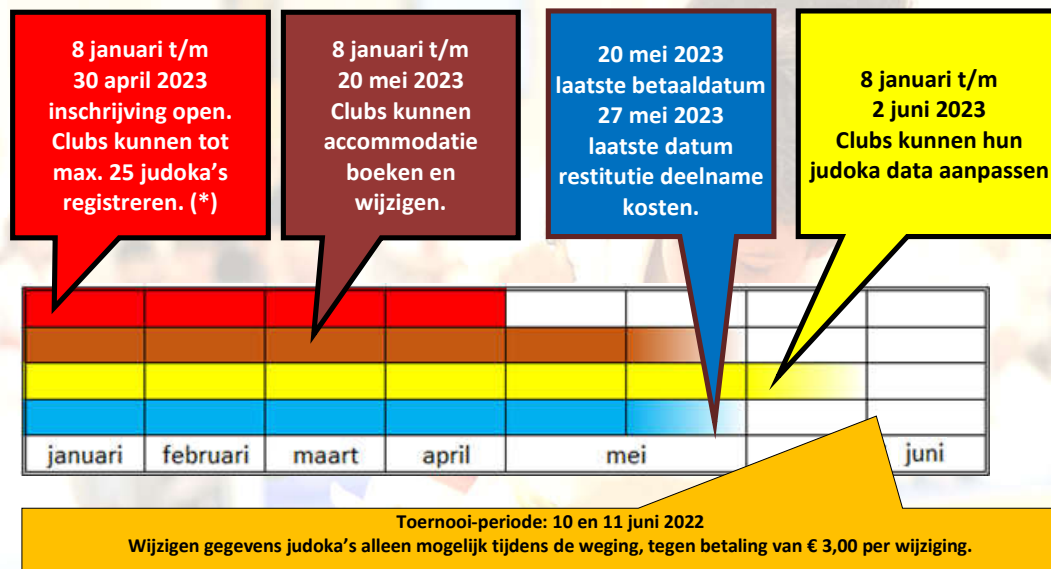 8 januari t/m
30 april 2023
inschrijving open.
Clubs kunnen tot
max. 25 judoka’s
registreren. (*)
8 januari t/m
20 mei 2023
Clubs kunnen
accommodatie
boeken en
wijzigen.
20 mei 2023
laatste betaaldatum
27 mei 2023
laatste datum
restitutie deelname
kosten.
8 januari t/m
2 juni 2023
Clubs kunnen hun
judoka data aanpassen
januari februari maart april mei juni
Toernooi-periode: 10 en 11 juni 2022
Wijzigen gegevens judoka’s alleen mogelijk tijdens de weging, tegen betaling van € 3,00 per wijziging.